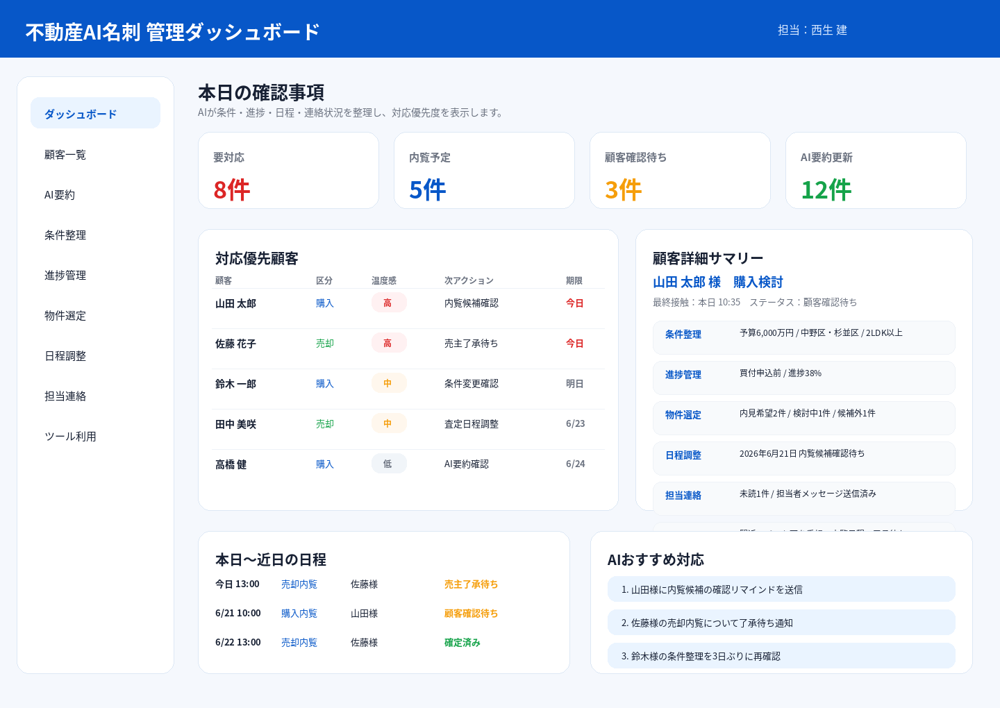 不動産AI名刺 管理ダッシュボード
担当：西生 建
ダッシュボード
顧客一覧
AI要約
条件整理
進捗管理
物件選定
日程調整
担当連絡
ツール利用
本日の確認事項
AIが条件・進捗・日程・連絡状況を整理し、対応優先度を表示します。
要対応
8件
内覧予定
5件
顧客確認待ち
3件
AI要約更新
12件
対応優先顧客
顧客 区分 温度感 次アクション 期限
山田 太郎 購入 高 内覧候補確認 今日
佐藤 花子 売却 高 売主了承待ち 今日
鈴木 一郎 購入 中 条件変更確認 明日
田中 美咲 売却 中 査定日程調整 6/23
高橋 健 購入 低 AI要約確認 6/24
顧客詳細サマリー
山田 太郎 様　購入検討
最終接触：本日 10:35　ステータス：顧客確認待ち
条件整理 予算6,000万円 / 中野区・杉並区 / 2LDK以上
進捗管理 買付申込前 / 進捗38%
物件選定 内見希望2件 / 検討中1件 / 候補外1件
日程調整 2026年6月21日 内覧候補確認待ち
担当連絡 未読1件 / 担当者メッセージ送信済み
本日〜近日の日程
今日 13:00 売却内覧 佐藤様 売主了承待ち
6/21 10:00 購入内覧 山田様 顧客確認待ち
6/22 13:00 売却内覧 佐藤様 確定済み
AIおすすめ対応
1. 山田様に内覧候補の確認リマインドを送信
2. 佐藤様の売却内覧について了承待ち通知
3. 鈴木様の条件整理を3日ぶりに再確認